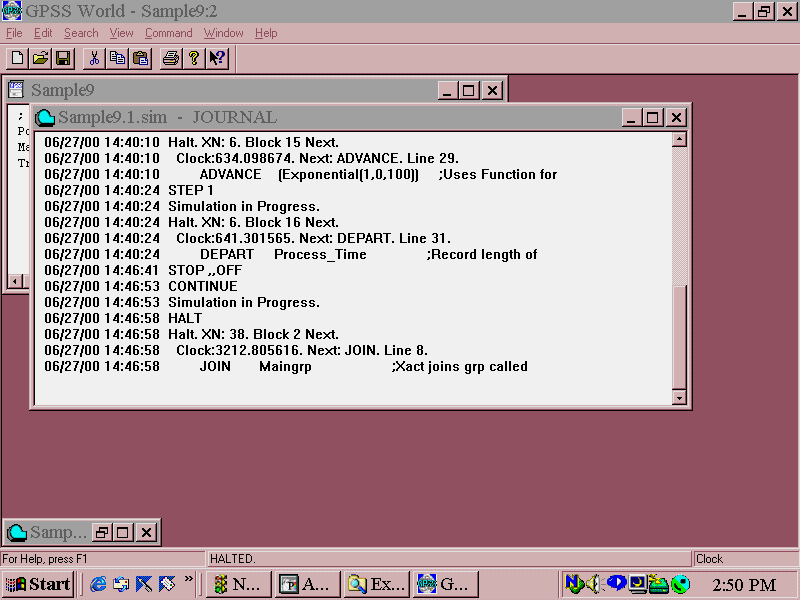 GPSS World - Sample9:2
File Edit Search View Command Window Help
Sample9
;
Po
Ma
Tr
Sample9.1.sim - JOURNAL
06/27/00 14:40:10 Halt. XN: 6. Block 15 Next.
06/27/00 14:40:10 Clock:634.098674. Next: ADVANCE. Line 29.
06/27/00 14:40:10 ADVANCE (Exponential(1,0,100)) ;Uses Function for
06/27/00 14:40:24 STEP 1
06/27/00 14:40:24 Simulation in Progress.
06/27/00 14:40:24 Halt. XN: 6. Block 16 Next.
06/27/00 14:40:24 Clock:641.301565. Next: DEPART. Line 31.
06/27/00 14:40:24 DEPART Process_Time ;Record length of
06/27/00 14:46:41 STOP ,,OFF
06/27/00 14:46:53 CONTINUE
06/27/00 14:46:53 Simulation in Progress.
06/27/00 14:46:58 HALT
06/27/00 14:46:58 Halt. XN: 38. Block 2 Next.
06/27/00 14:46:58 Clock:3212.805616. Next: JOIN. Line 8.
06/27/00 14:46:58 JOIN Maingrp ;Xact joins grp called
Samp...
For Help, press F1 HALTED. Clock
Start N... A... Ex... G... 2:50 PM